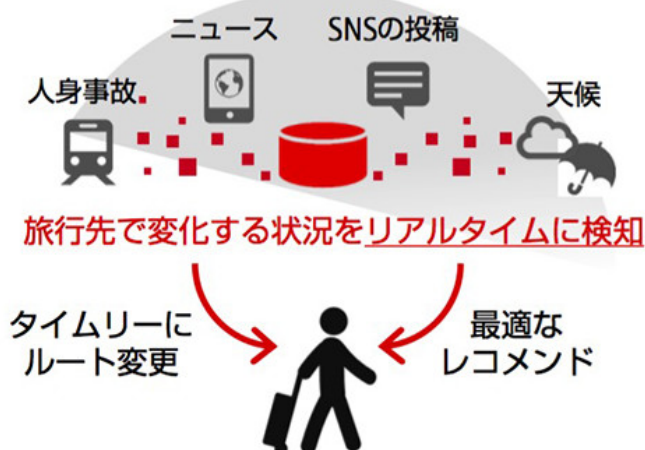 ニュース
SNSの投稿
人身事故
天候
旅行先で変化する状況をリアルタイムに検知
タイムリーに
ルート変更
最適な
レコメンド